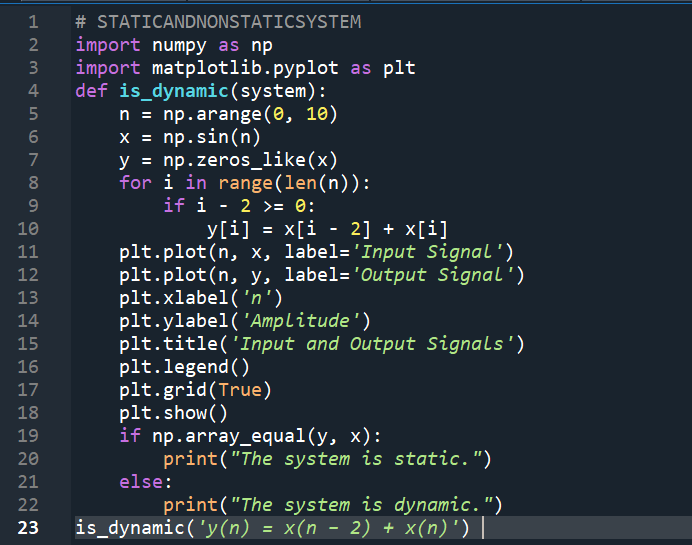 1 # STATICANDNONSTATICSYSTEM
2 import numpy as np
3 import matplotlib.pyplot as plt
4 def is_dynamic(system):
5     n = np.arange(0, 10)
6     x = np.sin(n)
7     y = np.zeros_like(x)
8     for i in range(len(n)):
9         if i - 2 >= 0:
10             y[i] = x[i - 2] + x[i]
11     plt.plot(n, x, label='Input Signal')
12     plt.plot(n, y, label='Output Signal')
13     plt.xlabel('n')
14     plt.ylabel('Amplitude')
15     plt.title('Input and Output Signals')
16     plt.legend()
17     plt.grid(True)
18     plt.show()
19     if np.array_equal(y, x):
20         print("The system is static.")
21     else:
22         print("The system is dynamic.")
23 is_dynamic('y(n) = x(n - 2) + x(n)')